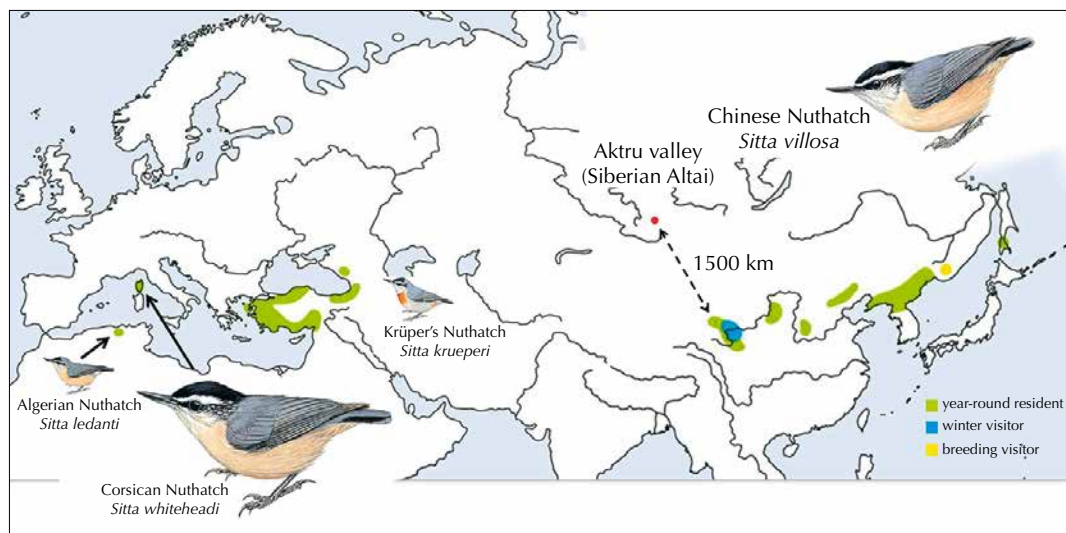 Chinese Nuthatch
Sitta villosa
Aktru valley
(Siberian Altai)
1500 km
Krüper's Nuthatch
Sitta krueperi
Algerian Nuthatch
Sitta ledanti
Corsican Nuthatch
Sitta whiteheadi
year-round resident
winter visitor
breeding visitor